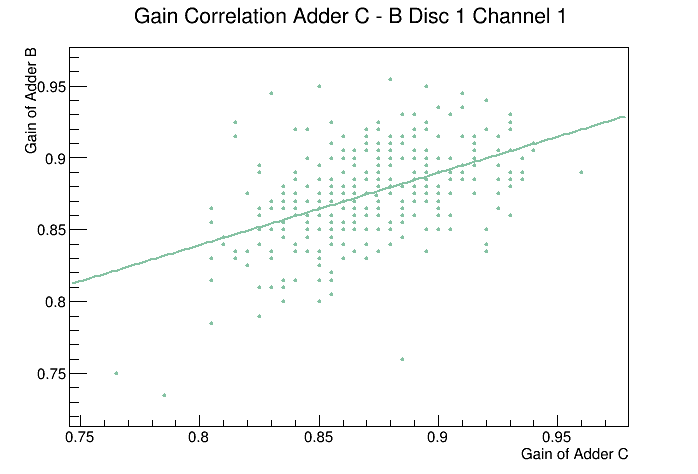 Gain Correlation Adder C - B Disc 1 Channel 1
Gain of Adder B
0.95
0.9
0.85
0.8
0.75
0.75 0.8 0.85 0.9 0.95
Gain of Adder C